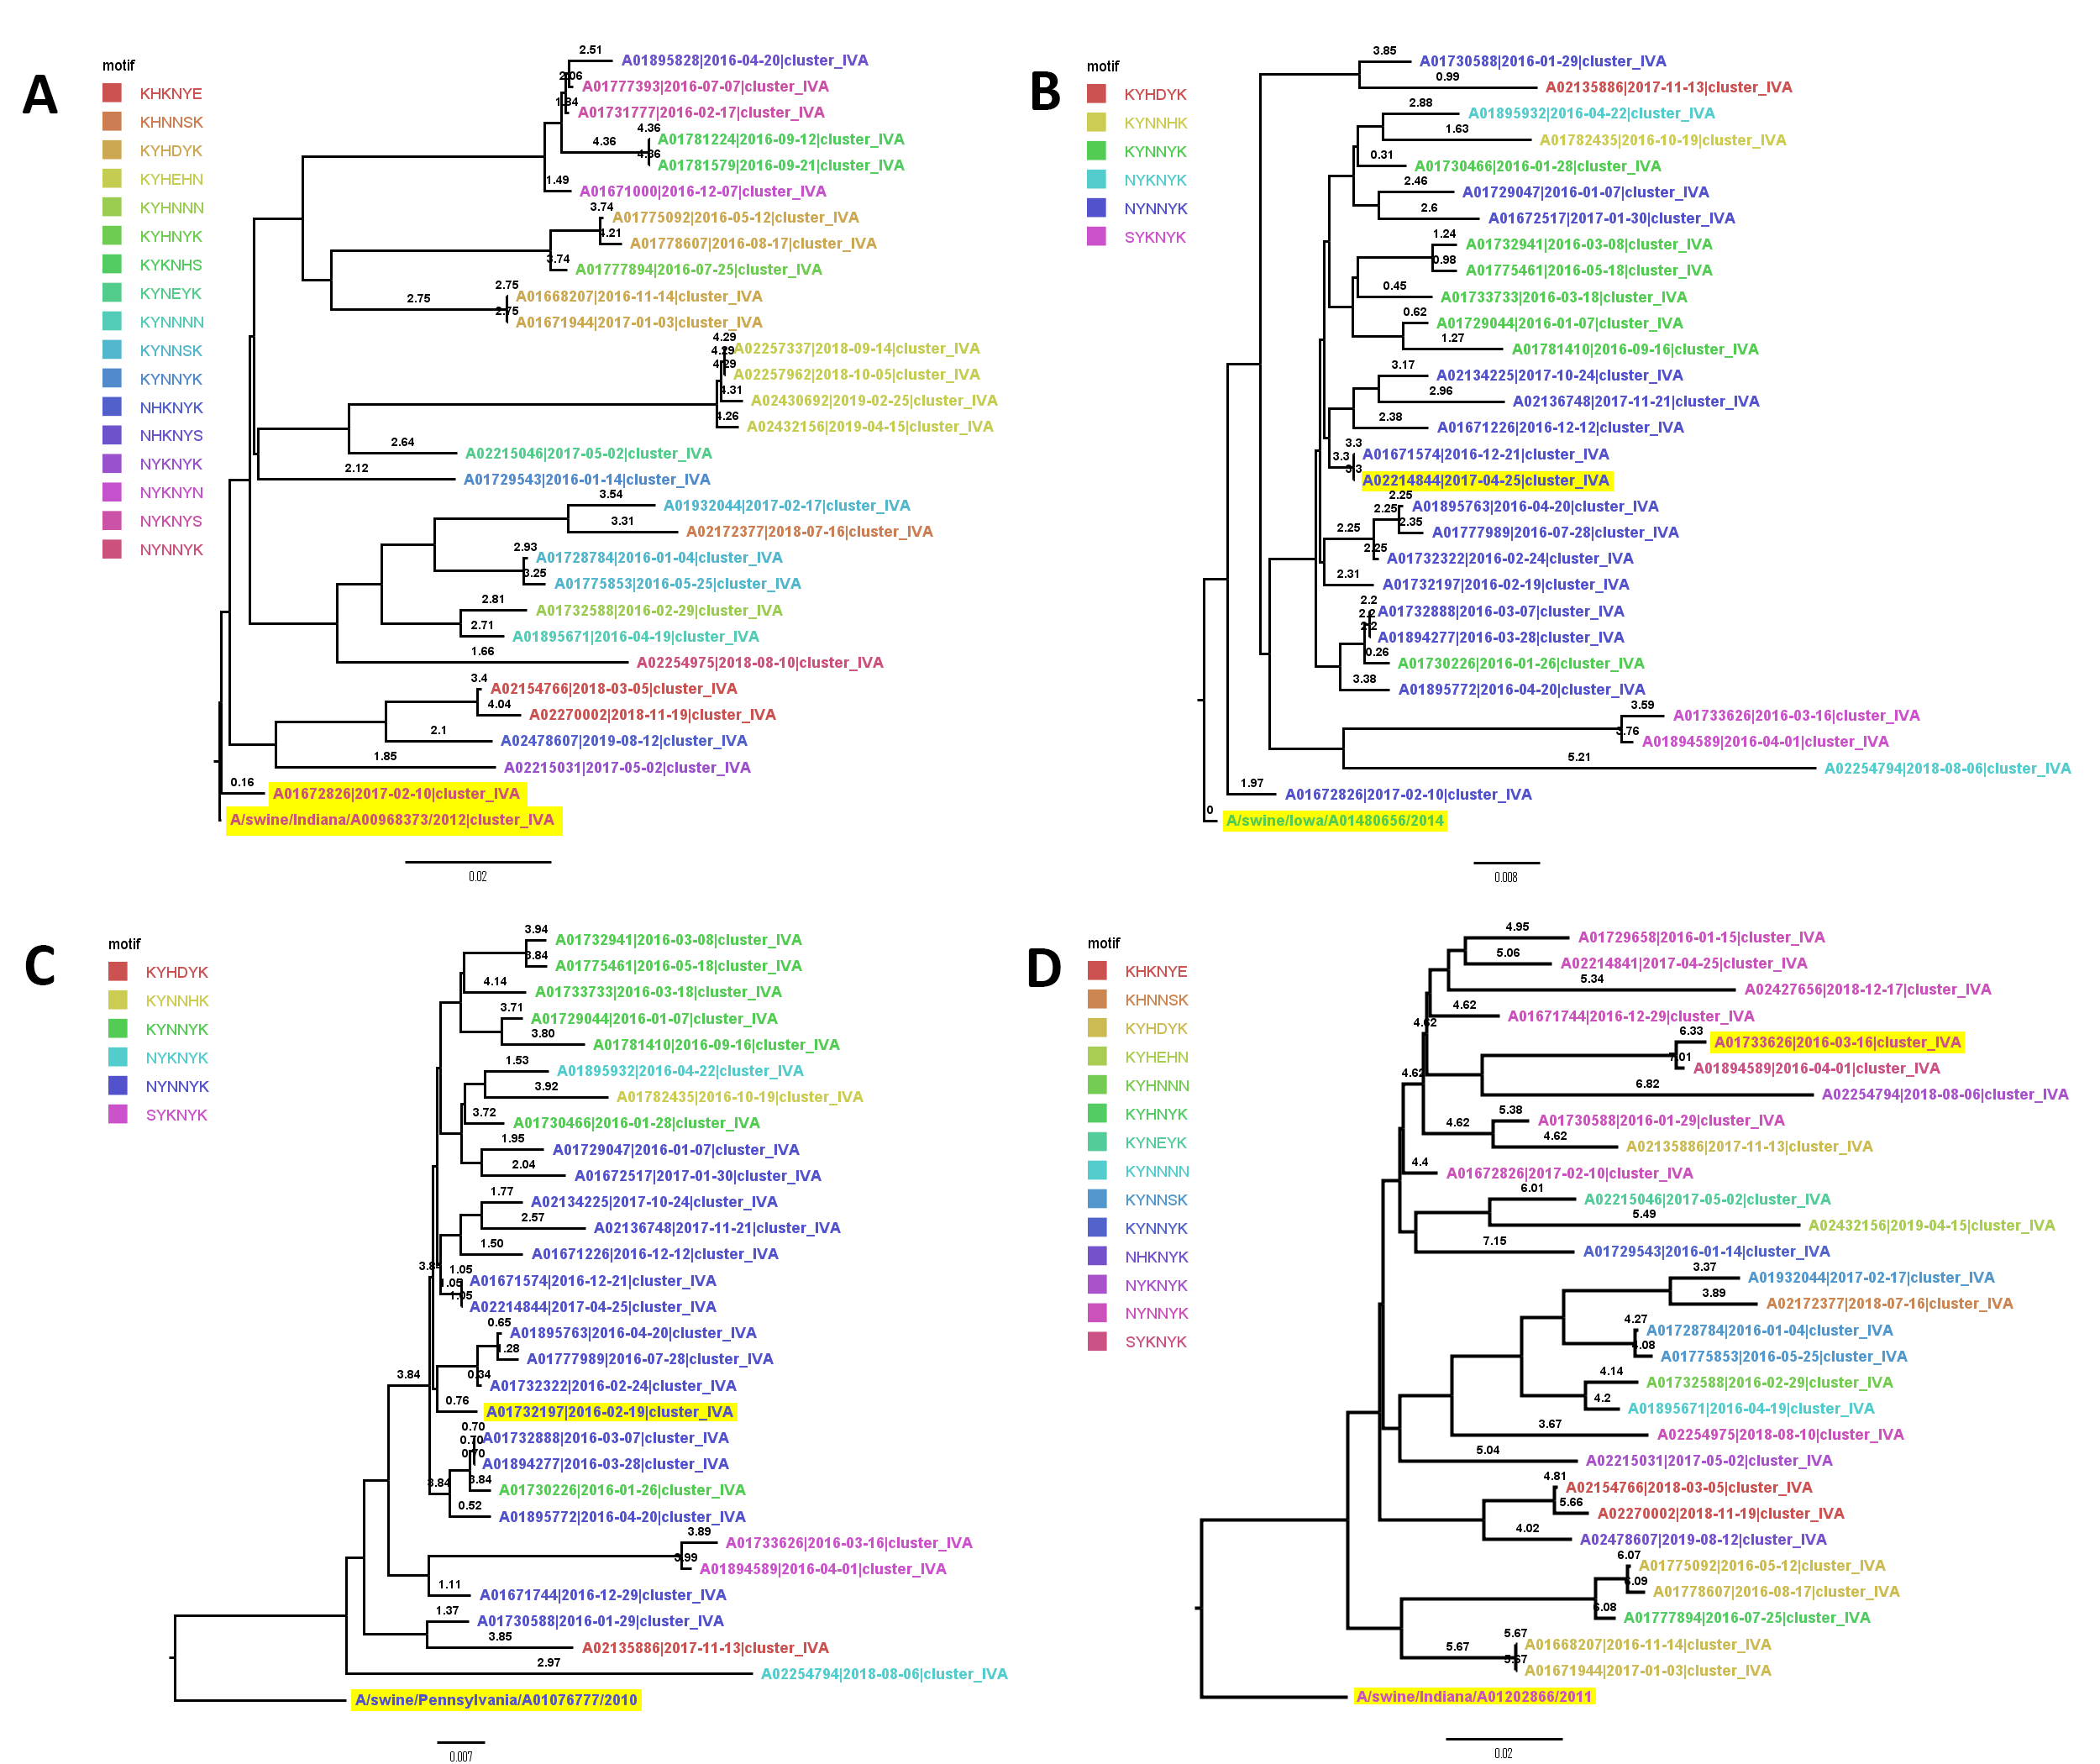 A
motif
KHKNYE
KHNNSK
KYHDYK
KYHEHN
KYHNNN
KYHNYK
KYKNHS
KYNEYK
KYNNNN
KYNNSK
KYNNYK
NHKNYK
NHKNYS
NYKNYK
NYKNYN
NYKNYS
NYNNYK
2.51
A01895828|2016-04-20|cluster_IVA
2.06
A01777393|2016-07-07|cluster_IVA
1.84
A01731777|2016-02-17|cluster_IVA
4.36
4.36
A01781224|2016-09-12|cluster_IVA
4.36
A01781579|2016-09-21|cluster_IVA
1.49
A01671000|2016-12-07|cluster_IVA
3.74
A01775092|2016-05-12|cluster_IVA
4.21
A01778607|2016-08-17|cluster_IVA
3.74
A01777894|2016-07-25|cluster_IVA
2.75
2.75
A01668207|2016-11-14|cluster_IVA
2.75
A01671944|2017-01-03|cluster_IVA
4.29
4.29
A02257337|2018-09-14|cluster_IVA
4.29
A02257962|2018-10-05|cluster_IVA
4.31
A02430692|2019-02-25|cluster_IVA
4.26
A02432156|2019-04-15|cluster_IVA
2.64
A02215046|2017-05-02|cluster_IVA
2.12
A01729543|2016-01-14|cluster_IVA
3.54
A01932044|2017-02-17|cluster_IVA
3.31
A02172377|2018-07-16|cluster_IVA
2.93
A01728784|2016-01-04|cluster_IVA
3.25
A01775853|2016-05-25|cluster_IVA
2.81
A01732588|2016-02-29|cluster_IVA
2.71
A01895671|2016-04-19|cluster_IVA
1.66
A02254975|2018-08-10|cluster_IVA
3.4
A02154766|2018-03-05|cluster_IVA
4.04
A02270002|2018-11-19|cluster_IVA
2.1
A02478607|2019-08-12|cluster_IVA
1.85
A02215031|2017-05-02|cluster_IVA
0.16
A01672826|2017-02-10|cluster_IVA
A/swine/Indiana/A00968373/2012|cluster_IVA
0.02
B
motif
KYHDYK
KYNNHK
KYNNYK
NYKNYK
NYNNYK
SYKNYK
3.85
A01730588|2016-01-29|cluster_IVA
0.99
A02135886|2017-11-13|cluster_IVA
2.88
A01895932|2016-04-22|cluster_IVA
1.63
A01782435|2016-10-19|cluster_IVA
0.31
A01730466|2016-01-28|cluster_IVA
2.46
A01729047|2016-01-07|cluster_IVA
2.6
A01672517|2017-01-30|cluster_IVA
1.24
A01732941|2016-03-08|cluster_IVA
0.98
A01775461|2016-05-18|cluster_IVA
0.45
A01733733|2016-03-18|cluster_IVA
0.62
A01729044|2016-01-07|cluster_IVA
1.27
A01781410|2016-09-16|cluster_IVA
3.17
A02134225|2017-10-24|cluster_IVA
2.96
A02136748|2017-11-21|cluster_IVA
2.38
A01671226|2016-12-12|cluster_IVA
3.3
3.3
A01671574|2016-12-21|cluster_IVA
3.3
A02214844|2017-04-25|cluster_IVA
2.25
2.25
A01895763|2016-04-20|cluster_IVA
2.25
2.35
A01777989|2016-07-28|cluster_IVA
2.25
A01732322|2016-02-24|cluster_IVA
2.31
A01732197|2016-02-19|cluster_IVA
2.2
2.2
A01732888|2016-03-07|cluster_IVA
2.2
A01894277|2016-03-28|cluster_IVA
0.26
A01730226|2016-01-26|cluster_IVA
3.38
A01895772|2016-04-20|cluster_IVA
3.59
A01733626|2016-03-16|cluster_IVA
3.76
A01894589|2016-04-01|cluster_IVA
5.21
A02254794|2018-08-06|cluster_IVA
1.97
A01672826|2017-02-10|cluster_IVA
0
A/swine/Iowa/A01480656/2014
0.008
C
motif
KYHDYK
KYNNHK
KYNNYK
NYKNYK
NYNNYK
SYKNYK
3.94
A01732941|2016-03-08|cluster_IVA
3.84
A01775461|2016-05-18|cluster_IVA
4.14
A01733733|2016-03-18|cluster_IVA
3.71
A01729044|2016-01-07|cluster_IVA
3.80
A01781410|2016-09-16|cluster_IVA
1.53
A01895932|2016-04-22|cluster_IVA
3.92
A01782435|2016-10-19|cluster_IVA
3.72
A01730466|2016-01-28|cluster_IVA
1.95
A01729047|2016-01-07|cluster_IVA
2.04
A01672517|2017-01-30|cluster_IVA
1.77
A02134225|2017-10-24|cluster_IVA
2.57
A02136748|2017-11-21|cluster_IVA
1.50
A01671226|2016-12-12|cluster_IVA
3.84
1.05
1.05
A01671574|2016-12-21|cluster_IVA
1.05
A02214844|2017-04-25|cluster_IVA
0.65
A01895763|2016-04-20|cluster_IVA
1.28
A01777989|2016-07-28|cluster_IVA
3.84
0.34
A01732322|2016-02-24|cluster_IVA
0.76
A01732197|2016-02-19|cluster_IVA
0.70
0.70
A01732888|2016-03-07|cluster_IVA
0.70
A01894277|2016-03-28|cluster_IVA
3.84
3.84
A01730226|2016-01-26|cluster_IVA
0.52
A01895772|2016-04-20|cluster_IVA
3.89
A01733626|2016-03-16|cluster_IVA
3.99
A01894589|2016-04-01|cluster_IVA
1.11
A01671744|2016-12-29|cluster_IVA
1.37
A01730588|2016-01-29|cluster_IVA
3.85
A02135886|2017-11-13|cluster_IVA
2.97
A02254794|2018-08-06|cluster_IVA
A/swine/Pennsylvania/A01076777/2010
0.007
D
motif
KHKNYE
KHNNSK
KYHDYK
KYHEHN
KYHNNN
KYHNYK
KYNEYK
KYNNNN
KYNNSK
KYNNYK
NHKNYK
NYKNYK
NYNNYK
SYKNYK
4.95
A01729658|2016-01-15|cluster_IVA
5.06
A02214841|2017-04-25|cluster_IVA
5.34
A02427656|2018-12-17|cluster_IVA
4.62
A01671744|2016-12-29|cluster_IVA
4.62
6.33
A01733626|2016-03-16|cluster_IVA
7.01
A01894589|2016-04-01|cluster_IVA
4.62
6.82
A02254794|2018-08-06|cluster_IVA
5.38
A01730588|2016-01-29|cluster_IVA
4.62
4.62
A02135886|2017-11-13|cluster_IVA
4.4
A01672826|2017-02-10|cluster_IVA
6.01
A02215046|2017-05-02|cluster_IVA
5.49
A02432156|2019-04-15|cluster_IVA
7.15
A01729543|2016-01-14|cluster_IVA
3.37
A01932044|2017-02-17|cluster_IVA
3.89
A02172377|2018-07-16|cluster_IVA
4.27
A01728784|2016-01-04|cluster_IVA
A01775853|2016-05-25|cluster_IVA
4.14
A01732588|2016-02-29|cluster_IVA
4.2
A01895671|2016-04-19|cluster_IVA
3.67
A02254975|2018-08-10|cluster_IVA
5.04
A02215031|2017-05-02|cluster_IVA
4.81
A02154766|2018-03-05|cluster_IVA
5.66
A02270002|2018-11-19|cluster_IVA
4.02
A02478607|2019-08-12|cluster_IVA
6.07
A01775092|2016-05-12|cluster_IVA
6.09
A01778607|2016-08-17|cluster_IVA
6.08
A01777894|2016-07-25|cluster_IVA
5.67
5.67
A01668207|2016-11-14|cluster_IVA
5.67
A01671944|2017-01-03|cluster_IVA
A/swine/Indiana/A01202866/2011
0.02